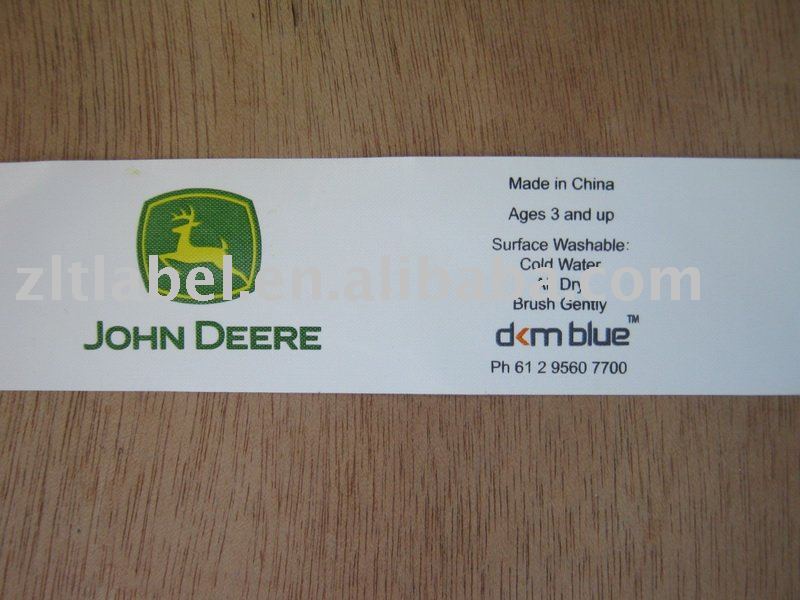 JOHN DEERE
Made in China
Ages 3 and up
Surface Washable:
Cold Water
Air Dry
Brush Gently
dkm blue™
Ph 61 2 9560 7700
zltlabel.en.alibaba.com